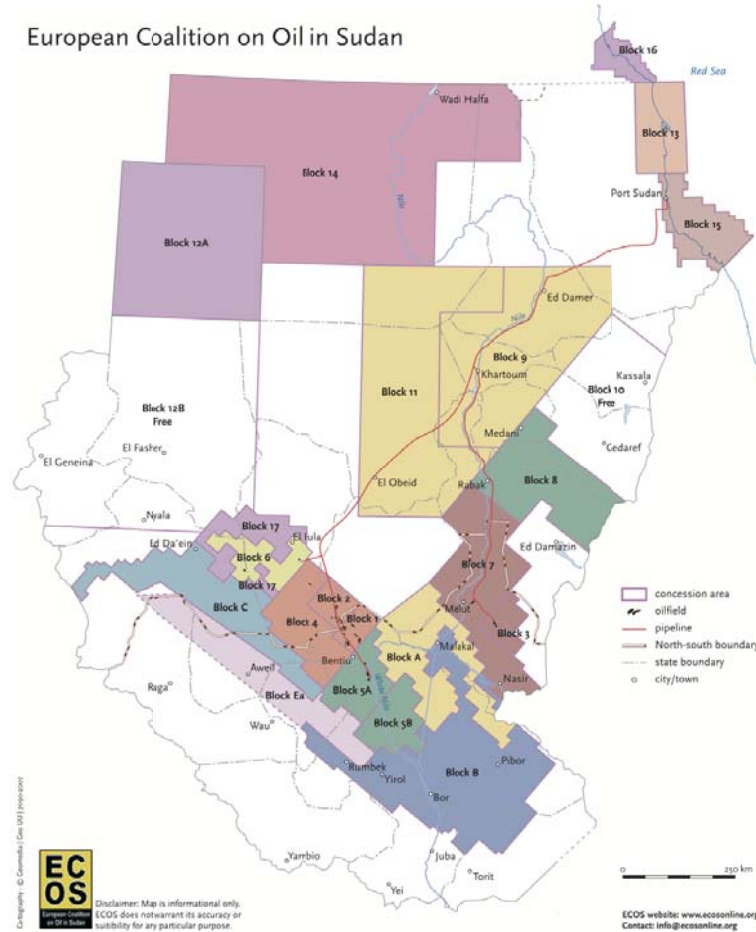 European Coalition on Oil in Sudan
Block 16
Red Sea
Wadi Halfa
Block 13
Block 14
Nile
Port Sudan
Block 15
Block 12A
Ed Damer
Nile
Block 9
Khartoum
Block 11
Block 10
Free
Kassala
Block 12B
Free
El Fasher
El Geneina
Medani
Gedaref
El Obeid
Rabak
Block 8
Nyala
Block 17
El Fula
Ed Da'ein
Block 6
Block 17
Ed Damazin
Block 7
Block C
Block 2
Block 1
Block 4
Melut
Block 3
Malakal
Block A
Bentiu
Aweil
Block 5A
White Nile
Nasir
Raga
Block Ea
Block 5B
Wau
Rumbek
Yirol
Block B
Pibor
Bor
Juba
Yambio
Torit
Yei
concession area
oilfield
pipeline
North-south boundary
state boundary
city/town
0 250 km
ECOS
European Coalition
on Oil in Sudan
Disclaimer: Map is informational only.
ECOS does notwarrant its accuracy or
suitibility for any particular purpose.
ECOS website: www.ecosonline.org
Contact: info@ecosonline.org